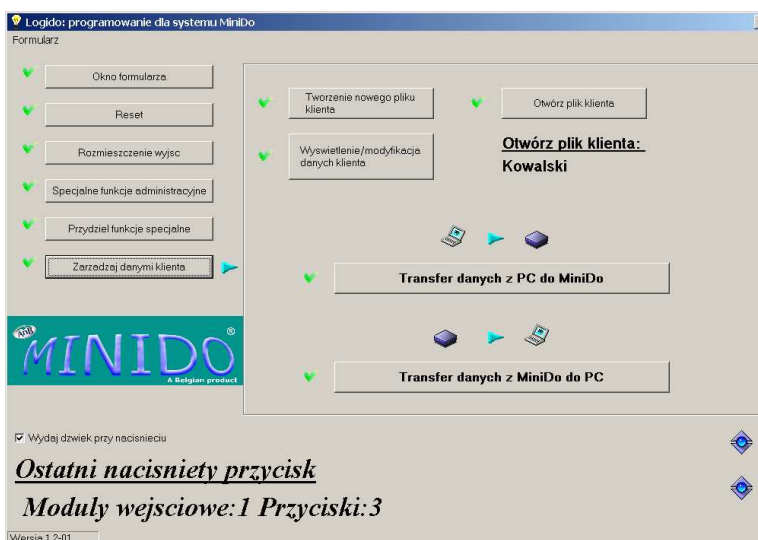 Logido: programowanie dla systemu MiniDo
Formularz
Okno formularza
Reset
Rozmieszczenie wyjsc
Specjalne funkcje administracyjne
Przydziel funkcje specjalne
Zarzadzaj danymi klienta
Tworzenie nowego pliku
klienta
Otwórz plik klienta
Wyswietlenie/modyfikacja
danych klienta
Otwórz plik klienta:
Kowalski
Transfer danych z PC do MiniDo
Transfer danych z MiniDo do PC
AnB
MINIDO®
A Belgian product
Wydaj dzwiek przy nacisnieciu
Ostatni nacisniety przycisk
Moduly wejsciowe:1 Przyciski:3
Wersja 1.2-01